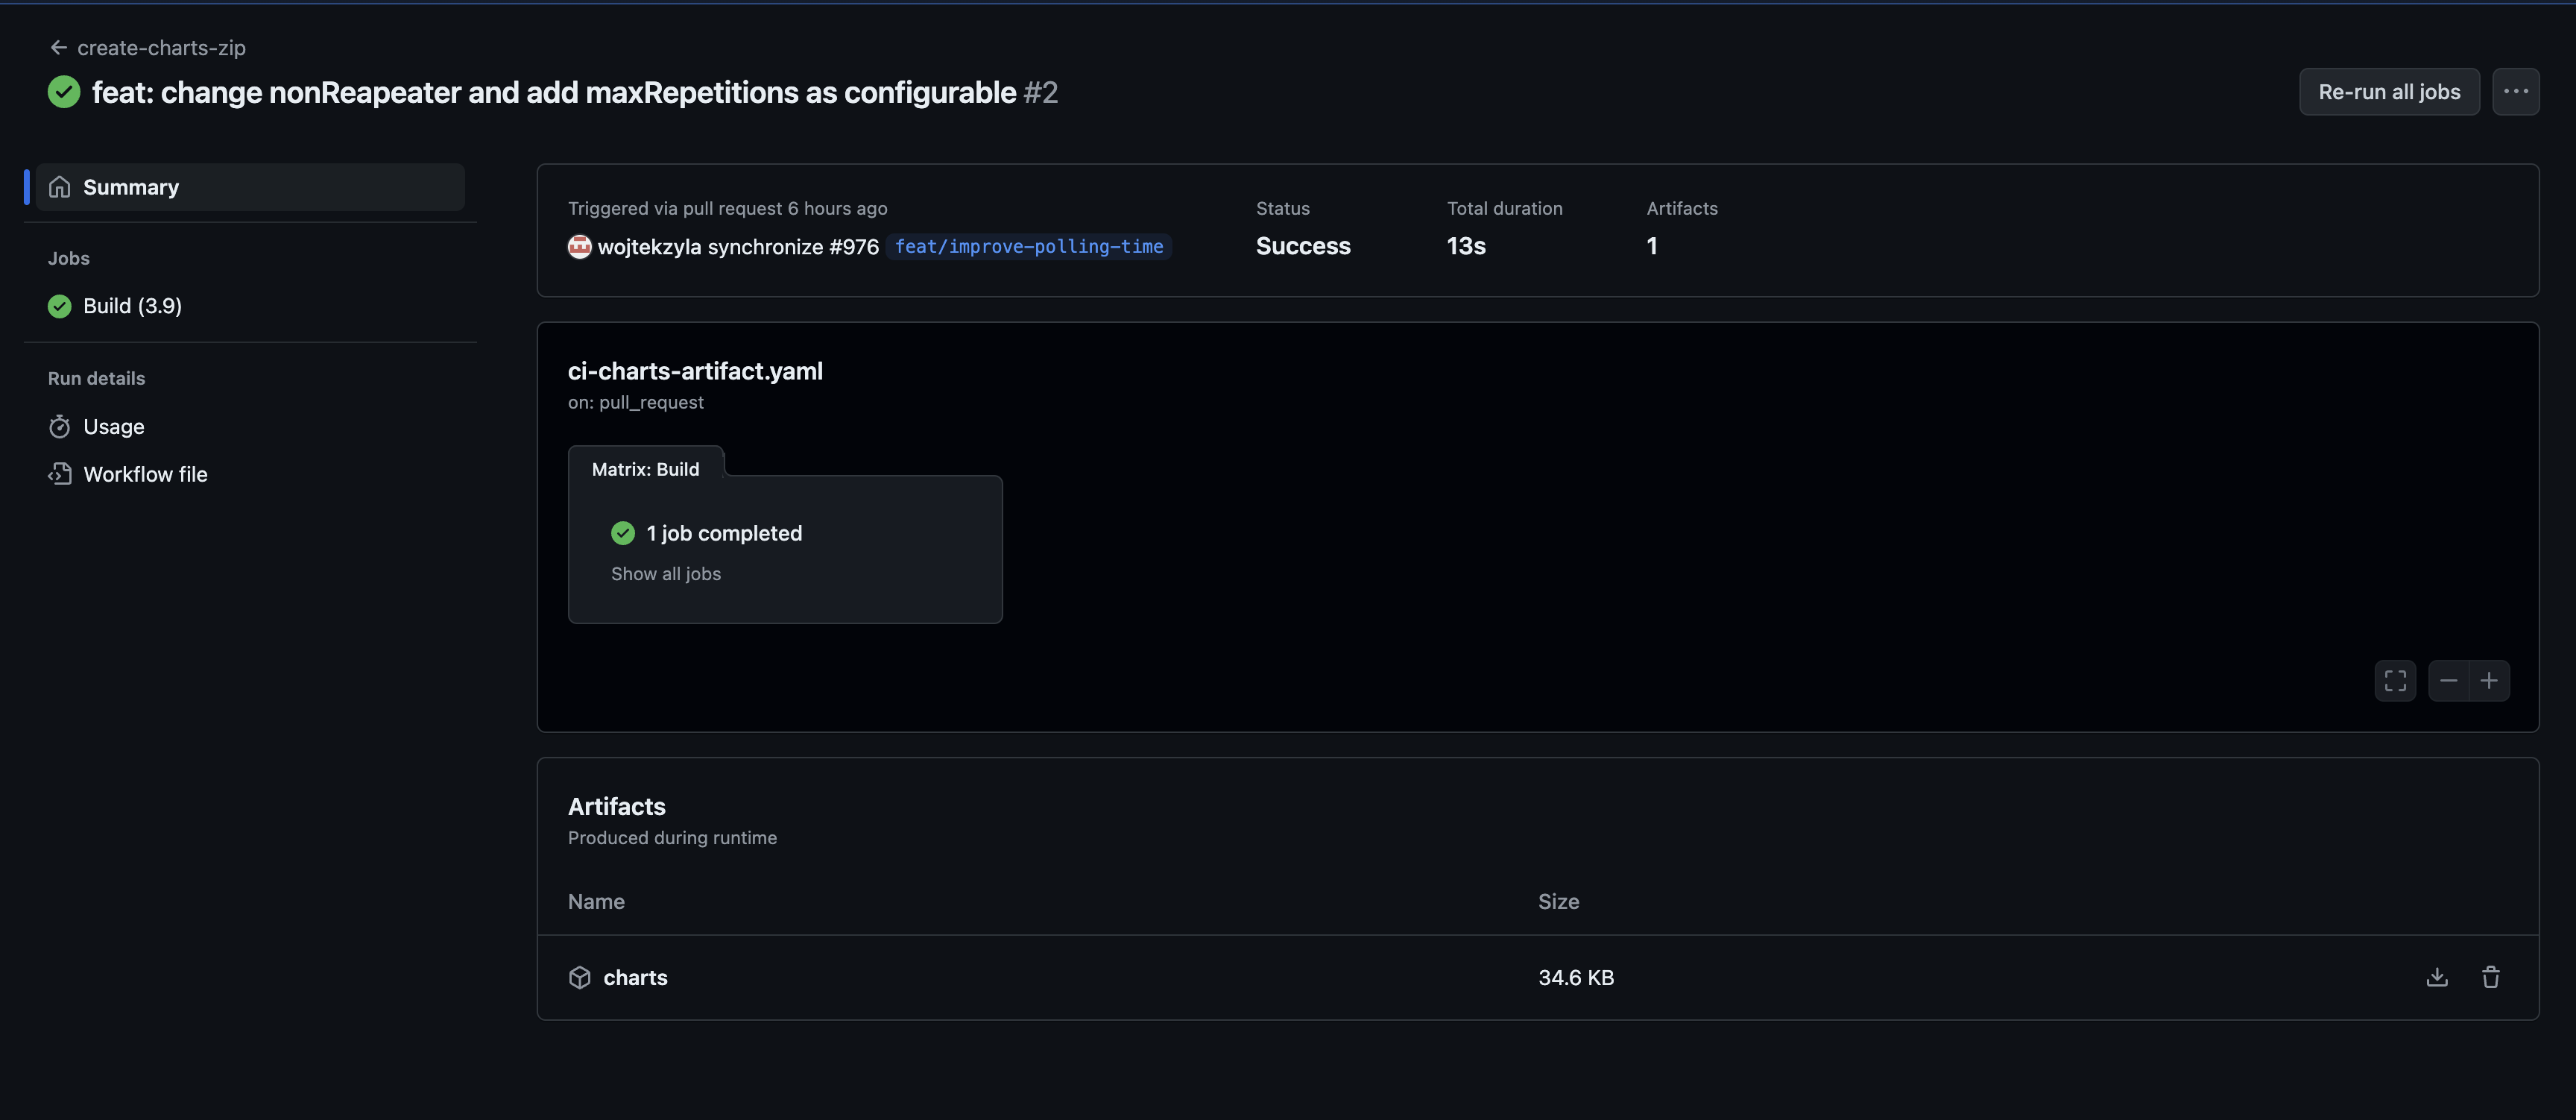 create-charts-zip
feat: change nonReapeater and add maxRepetitions as configurable #2
Re-run all jobs
Summary
Jobs
Build (3.9)
Run details
Usage
Workflow file
Triggered via pull request 6 hours ago
wojtekzyla synchronize #976 feat/improve-polling-time
Status
Success
Total duration
13s
Artifacts
1
ci-charts-artifact.yaml
on: pull_request
Matrix: Build
1 job completed
Show all jobs
Artifacts
Produced during runtime
Name Size
charts 34.6 KB